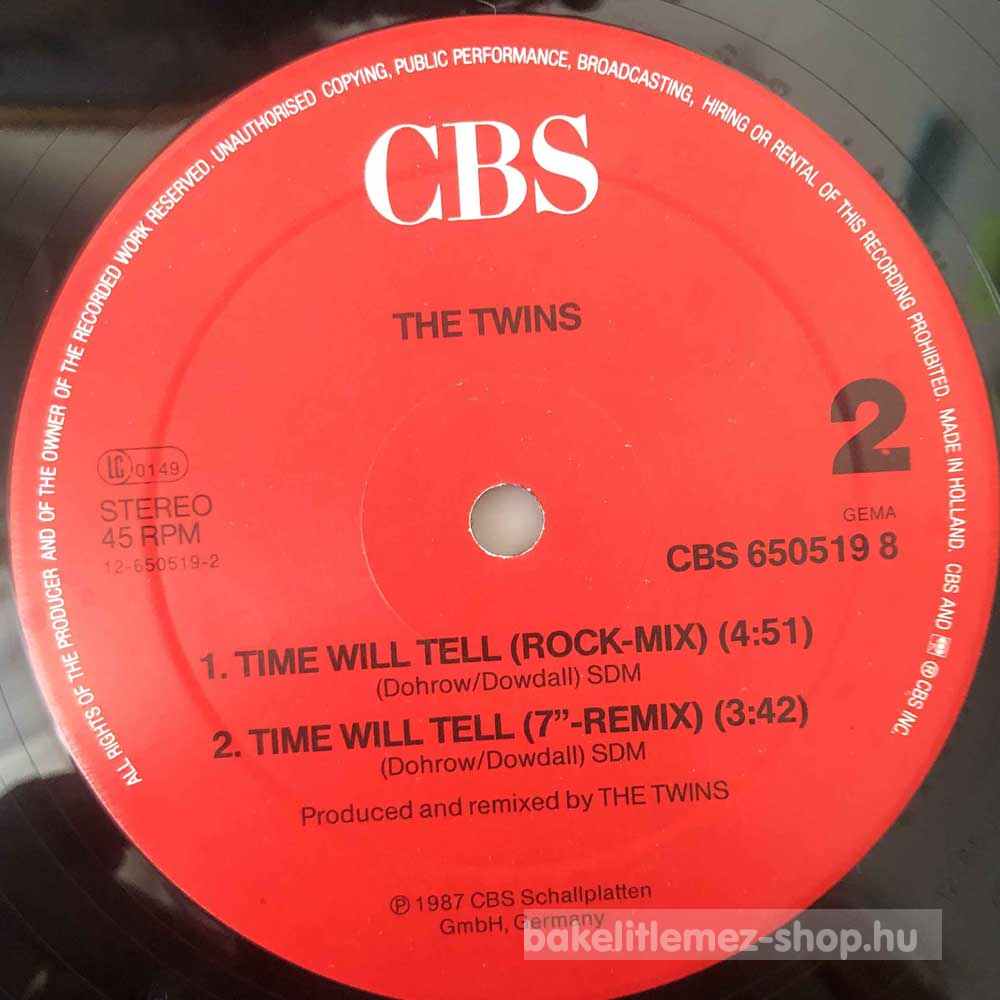 ALL RIGHTS OF THE PRODUCER AND OF THE OWNER OF THE RECORDED WORK RESERVED. UNAUTHORISED COPYING, PUBLIC PERFORMANCE, BROADCASTING, HIRING OR RENTAL OF THIS RECORDING PROHIBITED. MADE IN HOLLAND. CBS AND ® CBS INC.
CBS
THE TWINS
2
LC 0149
STEREO
45 RPM
12-650519-2
GEMA
CBS 650519 8
1. TIME WILL TELL (ROCK-MIX) (4:51)
(Dohrow/Dowdall) SDM
2. TIME WILL TELL (7”-REMIX) (3:42)
(Dohrow/Dowdall) SDM
Produced and remixed by THE TWINS
℗ 1987 CBS Schallplatten
GmbH, Germany
bakelitlemez-shop.hu